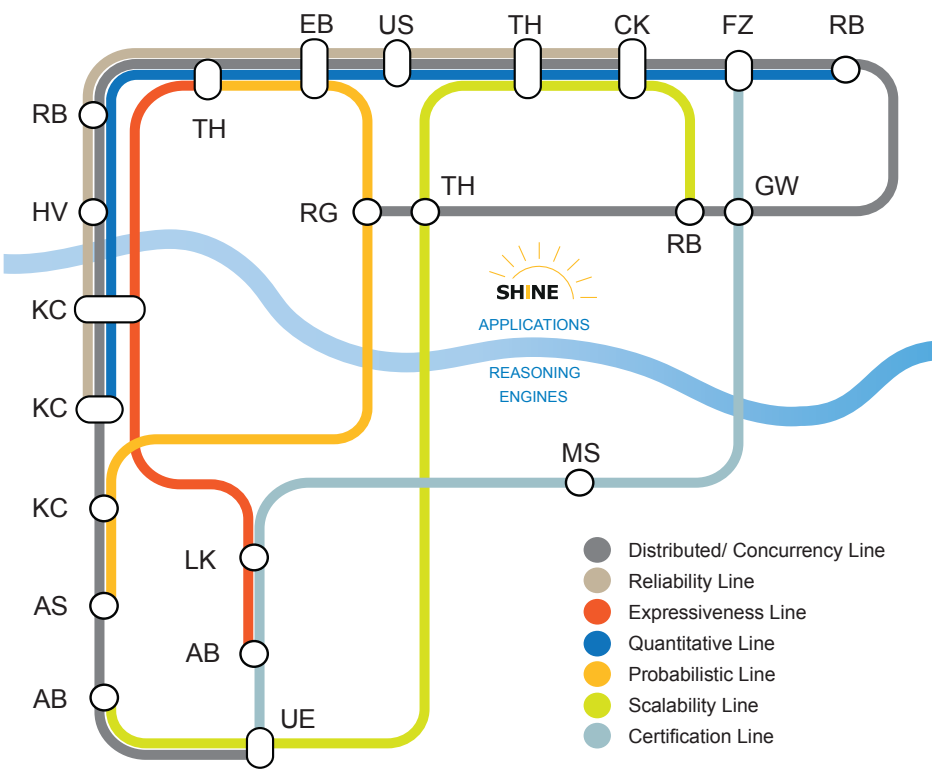 EB
US
TH
CK
FZ
RB
RB
TH
HV
RG
TH
RB
GW
SHINE
APPLICATIONS
REASONING
ENGINES
KC
KC
KC
MS
LK
AS
AB
AB
UE
Distributed/ Concurrency Line
Reliability Line
Expressiveness Line
Quantitative Line
Probabilistic Line
Scalability Line
Certification Line